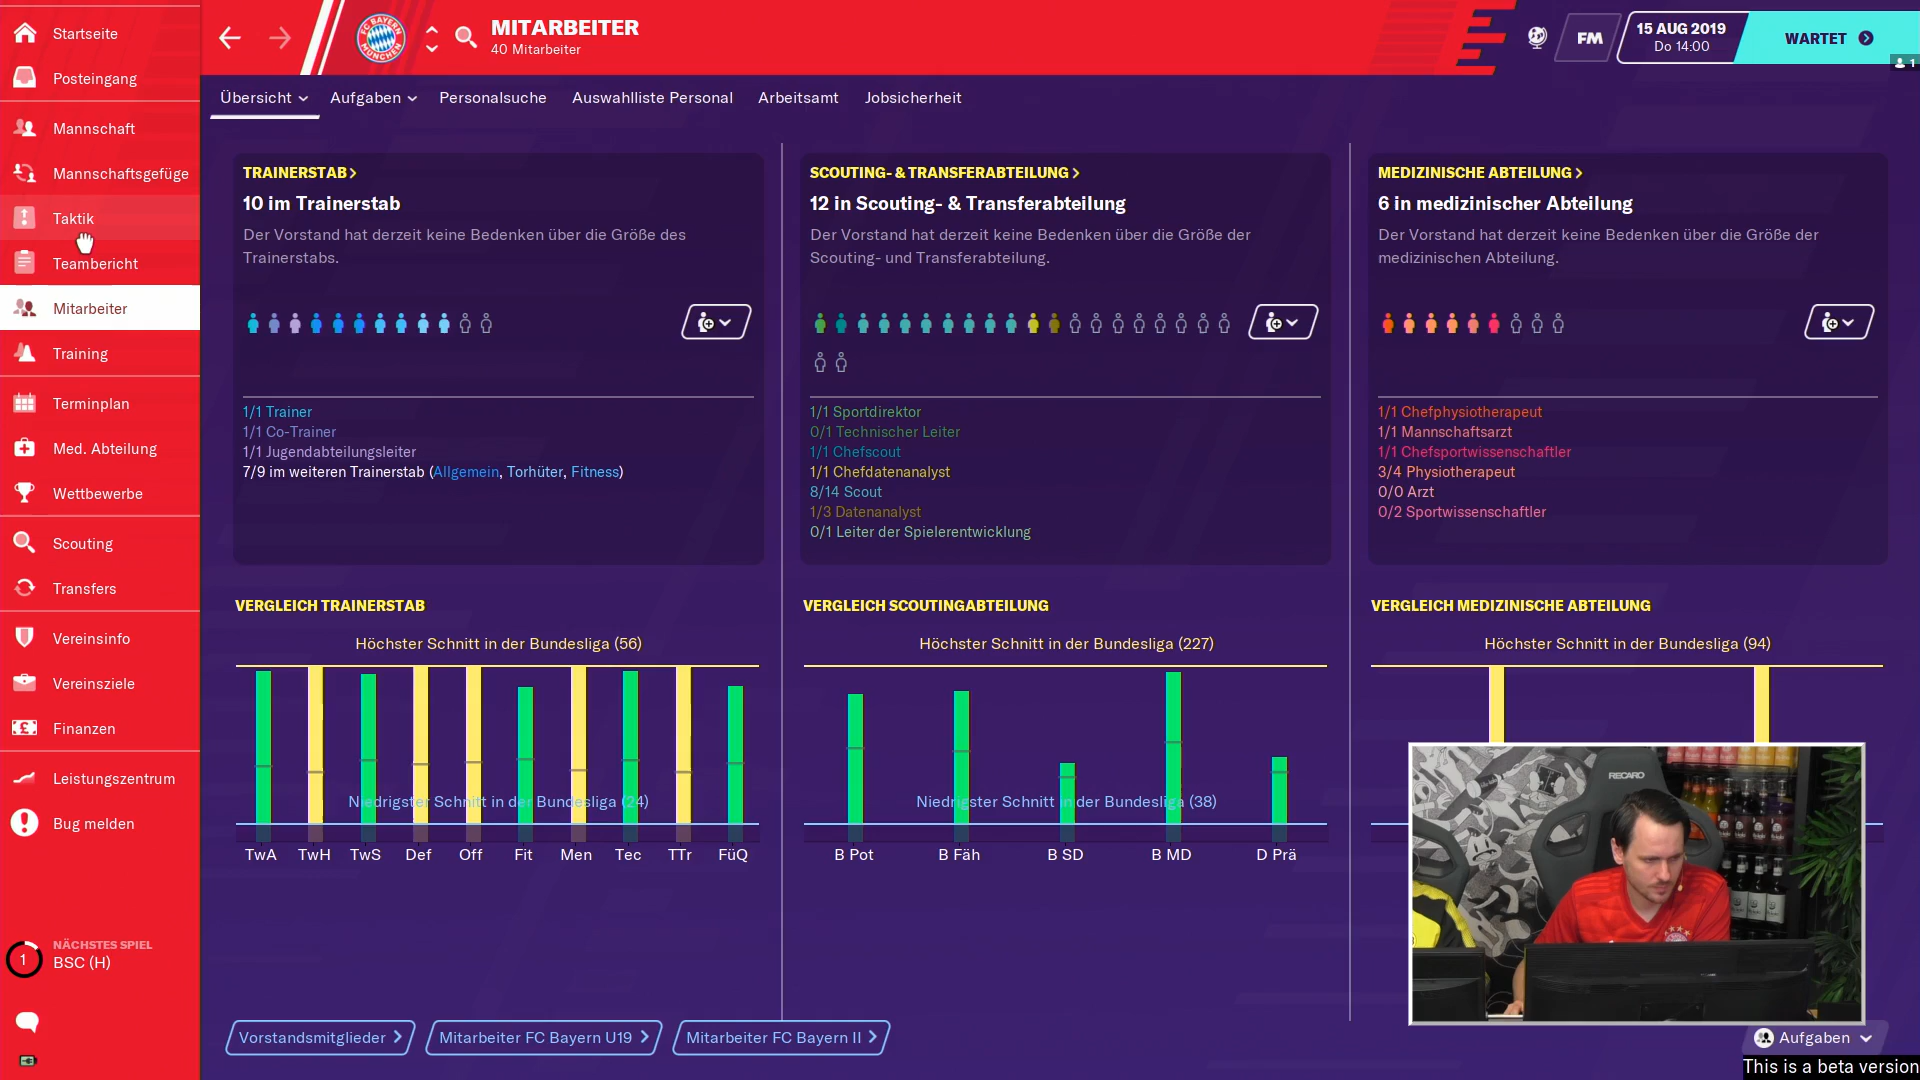 Startseite
Posteingang
Mannschaft
Mannschaftsgefüge
Taktik
Teambericht
Mitarbeiter
Training
Terminplan
Med. Abteilung
Wettbewerbe
Scouting
Transfers
Vereinsinfo
Vereinsziele
Finanzen
Leistungszentrum
Bug melden
1
NÄCHSTES SPIEL
BSC (H)
FC BAYERN MÜNCHEN
MITARBEITER
40 Mitarbeiter
FM
15 AUG 2019
Do 14:00
WARTET
1
Übersicht
Aufgaben
Personalsuche
Auswahlliste Personal
Arbeitsamt
Jobsicherheit
TRAINERSTAB
10 im Trainerstab
Der Vorstand hat derzeit keine Bedenken über die Größe des
Trainerstabs.
1/1 Trainer
1/1 Co-Trainer
1/1 Jugendabteilungsleiter
7/9 im weiteren Trainerstab (Allgemein, Torhüter, Fitness)
SCOUTING- & TRANSFERABTEILUNG
12 in Scouting- & Transferabteilung
Der Vorstand hat derzeit keine Bedenken über die Größe der
Scouting- und Transferabteilung.
1/1 Sportdirektor
0/1 Technischer Leiter
1/1 Chefscout
1/1 Chefdatenanalyst
8/14 Scout
1/3 Datenanalyst
0/1 Leiter der Spielerentwicklung
MEDIZINISCHE ABTEILUNG
6 in medizinischer Abteilung
Der Vorstand hat derzeit keine Bedenken über die Größe der
medizinischen Abteilung.
1/1 Chefphysiotherapeut
1/1 Mannschaftsarzt
1/1 Chefsportwissenschaftler
3/4 Physiotherapeut
0/0 Arzt
0/2 Sportwissenschaftler
VERGLEICH TRAINERSTAB
Höchster Schnitt in der Bundesliga (56)
Niedrigster Schnitt in der Bundesliga (24)
TwA TwH TwS Def Off Fit Men Tec TTr FüQ
VERGLEICH SCOUTINGABTEILUNG
Höchster Schnitt in der Bundesliga (227)
Niedrigster Schnitt in der Bundesliga (38)
B Pot B Fäh B SD B MD D Prä
VERGLEICH MEDIZINISCHE ABTEILUNG
Höchster Schnitt in der Bundesliga (94)
RECARO
Vorstandsmitglieder
Mitarbeiter FC Bayern U19
Mitarbeiter FC Bayern II
Aufgaben
This is a beta version